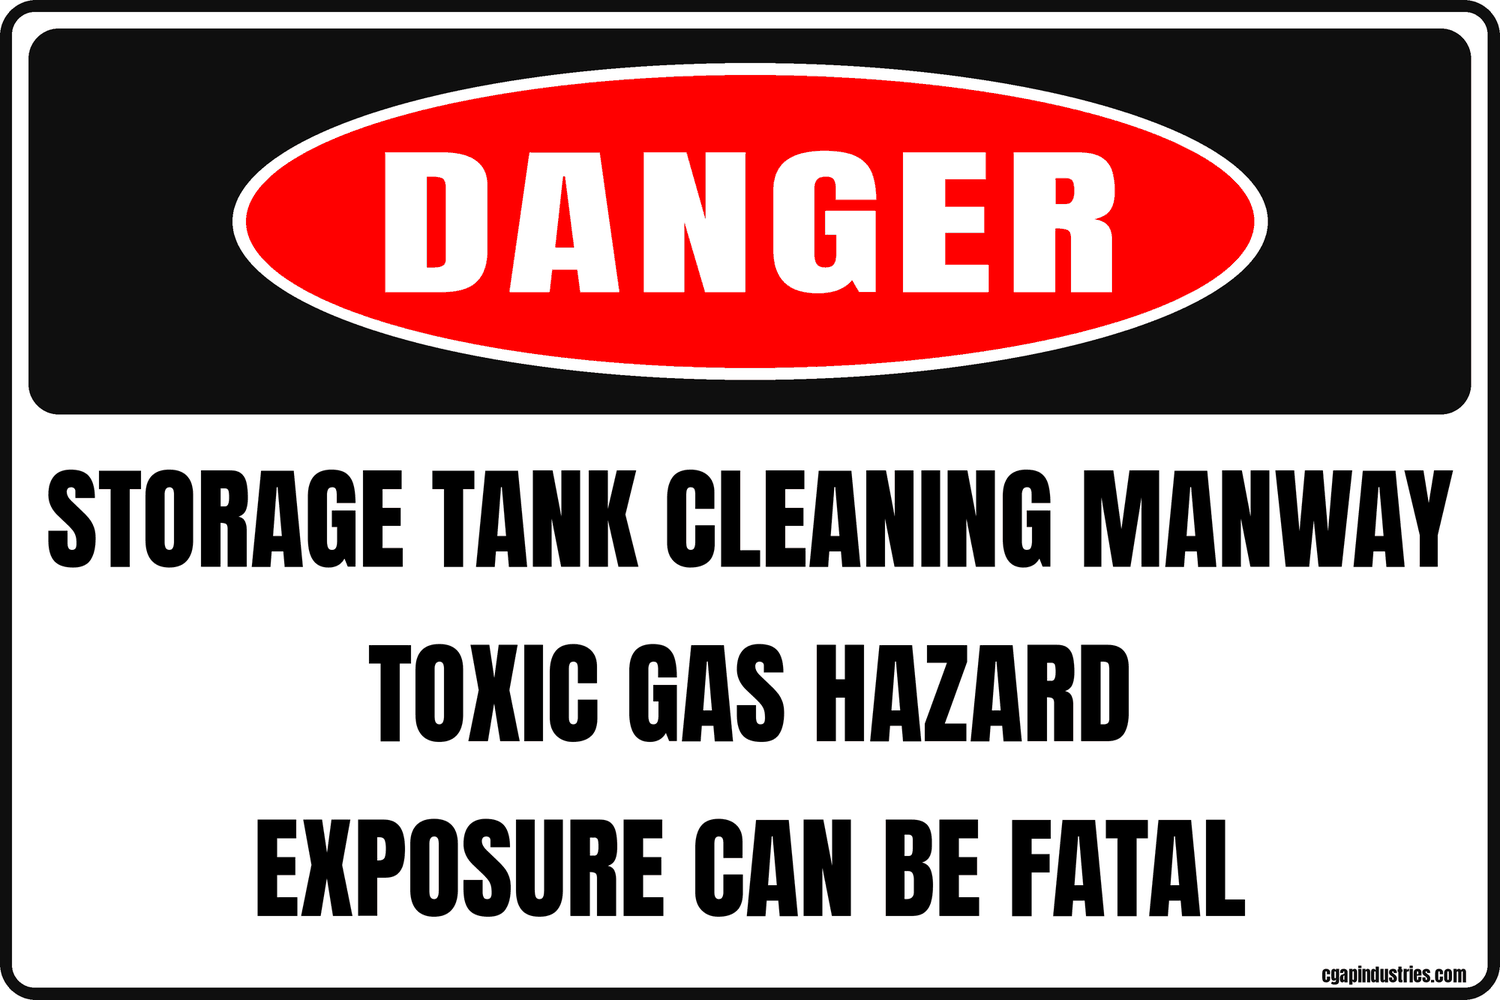 DANGER
STORAGE TANK CLEANING MANWAY
TOXIC GAS HAZARD
EXPOSURE CAN BE FATAL
cgapindustries.com